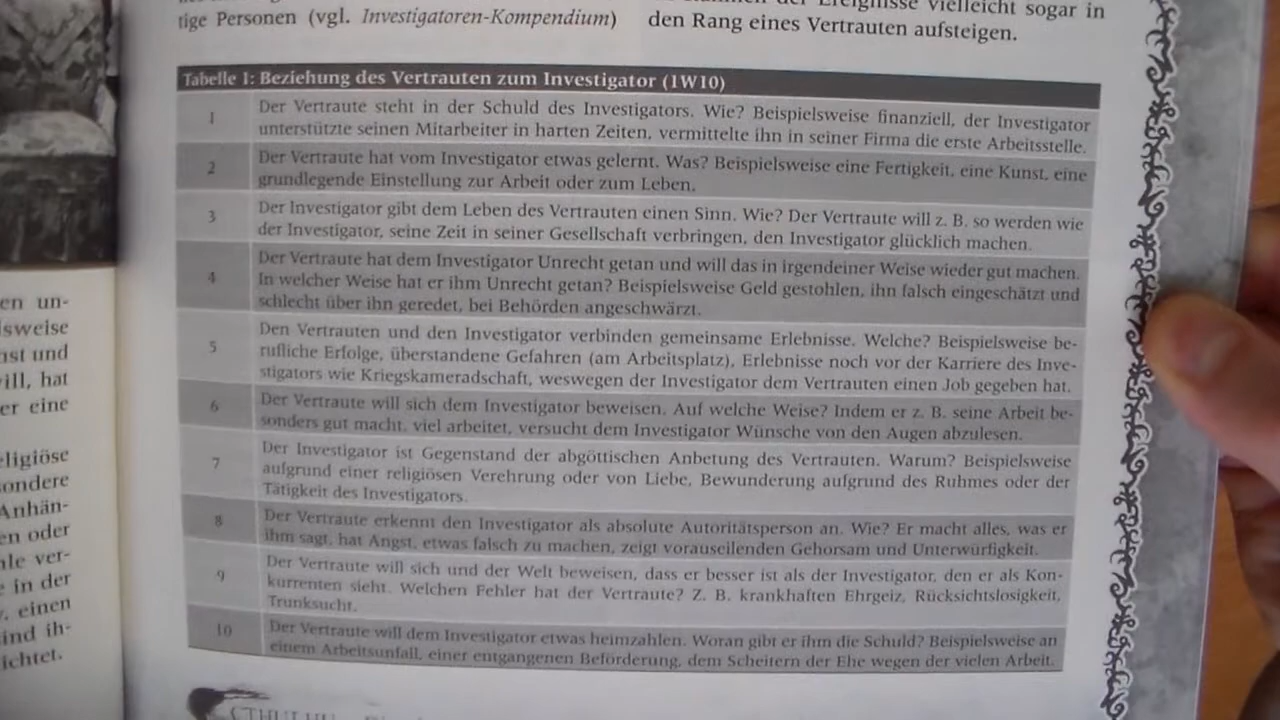 en un-
isweise
nst und
vill, hat
er eine
eligiöse
ondere
Anhän-
en oder
ale ver-
e in der
einen
ind ih-
ichtet.
tige Personen (vgl. Investigatoren-Kompendium)
der Ereignisse vielleicht sogar in
den Rang eines Vertrauten aufsteigen.
Tabelle 1: Beziehung des Vertrauten zum Investigator (1W10)
1 Der Vertraute steht in der Schuld des Investigators. Wie? Beispielsweise finanziell, der Investigator
unterstützte seinen Mitarbeiter in harten Zeiten, vermittelte ihn in seiner Firma die erste Arbeitsstelle.
2 Der Vertraute hat vom Investigator etwas gelernt. Was? Beispielsweise eine Fertigkeit, eine Kunst, eine
grundlegende Einstellung zur Arbeit oder zum Leben.
3 Der Investigator gibt dem Leben des Vertrauten einen Sinn. Wie? Der Vertraute will z. B. so werden wie
der Investigator, seine Zeit in seiner Gesellschaft verbringen, den Investigator glücklich machen.
4 Der Vertraute hat dem Investigator Unrecht getan und will das in irgendeiner Weise wieder gut machen.
In welcher Weise hat er ihm Unrecht getan? Beispielsweise Geld gestohlen, ihn falsch eingeschätzt und
schlecht über ihn geredet, bei Behörden angeschwärzt.
5 Den Vertrauten und den Investigator verbinden gemeinsame Erlebnisse. Welche? Beispielsweise be-
rufliche Erfolge, überstandene Gefahren (am Arbeitsplatz), Erlebnisse noch vor der Karriere des Inve-
stigators wie Kriegskameradschaft, weswegen der Investigator dem Vertrauten einen Job gegeben hat.
6 Der Vertraute will sich dem Investigator beweisen. Auf welche Weise? Indem er z. B. seine Arbeit be-
sonders gut macht, viel arbeitet, versucht dem Investigator Wünsche von den Augen abzulesen.
7 Der Investigator ist Gegenstand der abgöttischen Anbetung des Vertrauten. Warum? Beispielsweise
aufgrund einer religiösen Verehrung oder von Liebe, Bewunderung aufgrund des Ruhmes oder der
Tätigkeit des Investigators.
8 Der Vertraute erkennt den Investigator als absolute Autoritätsperson an. Wie? Er macht alles, was er
ihm sagt, hat Angst, etwas falsch zu machen, zeigt vorauseilenden Gehorsam und Unterwürfigkeit.
9 Der Vertraute will sich und der Welt beweisen, dass er besser ist als der Investigator, den er als Kon-
kurrenten sieht. Welchen Fehler hat der Vertraute? Z. B. krankhaften Ehrgeiz, Rücksichtslosigkeit,
Trunksucht.
10 Der Vertraute will dem Investigator etwas heimzahlen. Woran gibt er ihm die Schuld? Beispielsweise an
einem Arbeitsunfall, einer entgangenen Beförderung, dem Scheitern der Ehe wegen der vielen Arbeit.